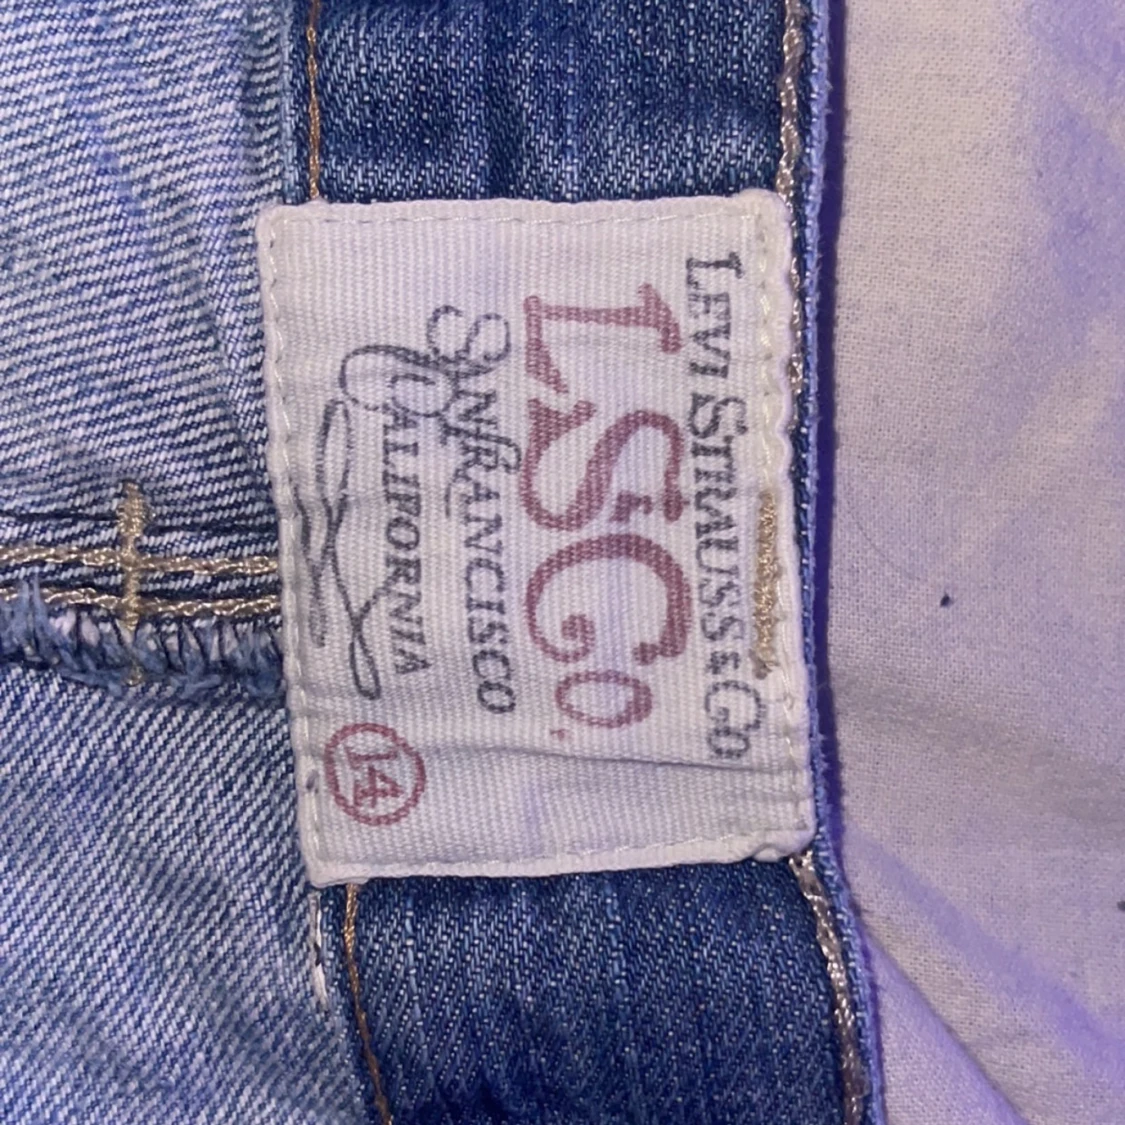 LEVI STRAUSS & CO
LS&CO.
SAN FRANCISCO
CALIFORNIA
14